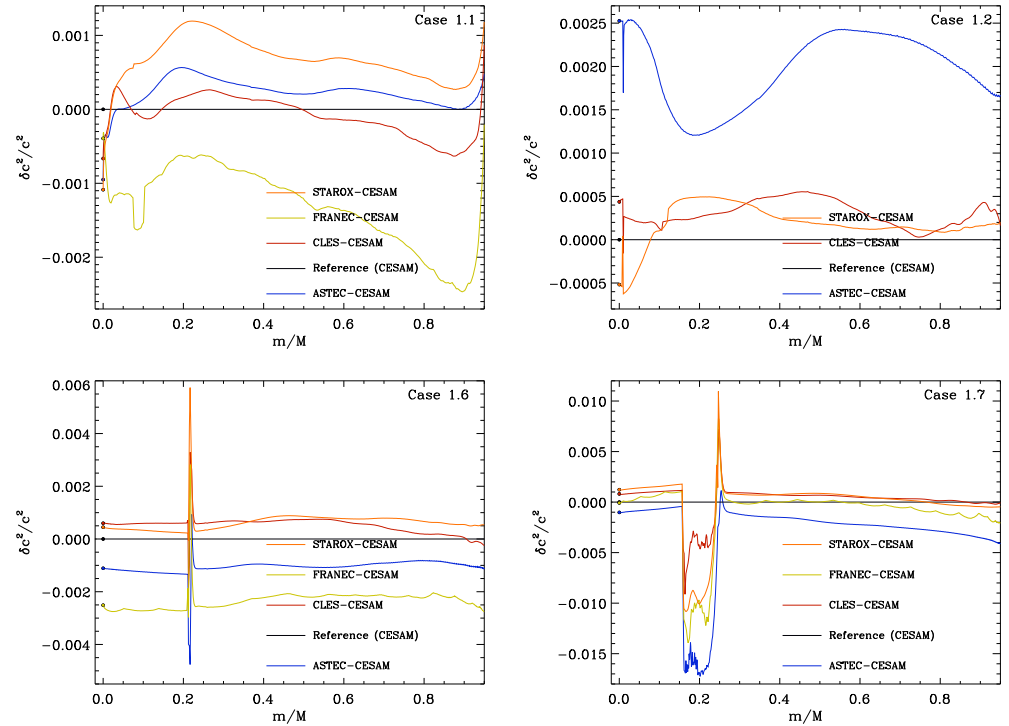 Case 1.1
0.001
0.000
−0.001
−0.002
δc²/c²
STAROX−CESAM
FRANEC−CESAM
CLES−CESAM
Reference (CESAM)
ASTEC−CESAM
0.0 0.2 0.4 0.6 0.8
m/M
Case 1.2
0.0025
0.0020
0.0015
0.0010
0.0005
0.0000
−0.0005
δc²/c²
STAROX−CESAM
CLES−CESAM
Reference (CESAM)
ASTEC−CESAM
0.0 0.2 0.4 0.6 0.8
m/M
Case 1.6
0.006
0.004
0.002
0.000
−0.002
−0.004
δc²/c²
STAROX−CESAM
FRANEC−CESAM
CLES−CESAM
Reference (CESAM)
ASTEC−CESAM
0.0 0.2 0.4 0.6 0.8
m/M
Case 1.7
0.010
0.005
0.000
−0.005
−0.010
−0.015
δc²/c²
STAROX−CESAM
FRANEC−CESAM
CLES−CESAM
Reference (CESAM)
ASTEC−CESAM
0.0 0.2 0.4 0.6 0.8
m/M